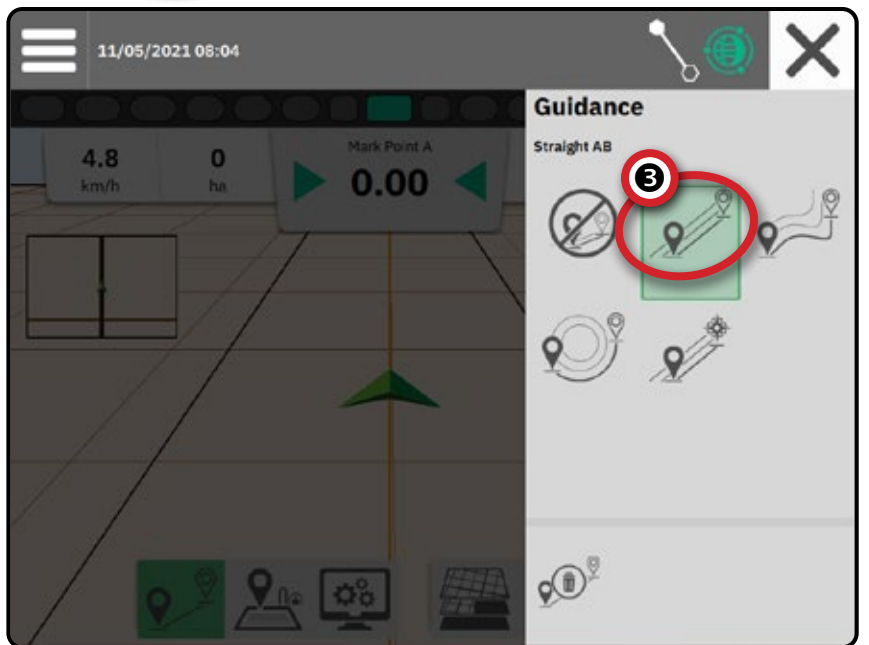 11/05/2021 08:04
Guidance
Straight AB
3
4.8
km/h
0
ha
Mark Point A
0.00